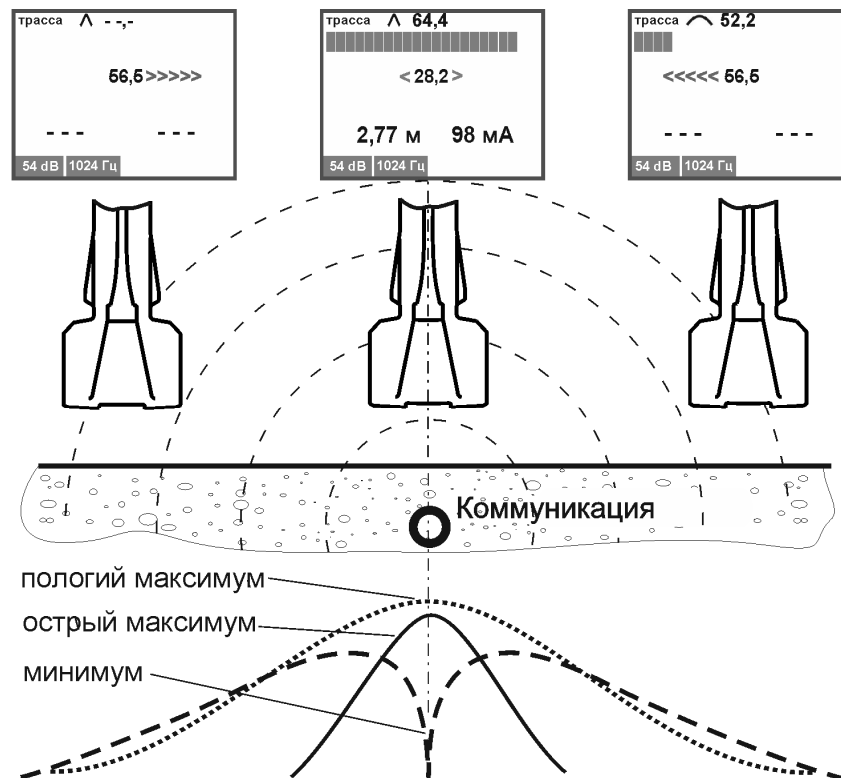 трасса ᐱ - -,-
56,5 >>>>>
- - - - - -
54 dB 1024 Гц
трасса ᐱ 64,4
< 28,2 >
2,77 м 98 мА
54 dB 1024 Гц
трасса 52,2
<<<<< 56,5
- - - - - -
54 dB 1024 Гц
Коммуникация
пологий максимум
острый максимум
минимум